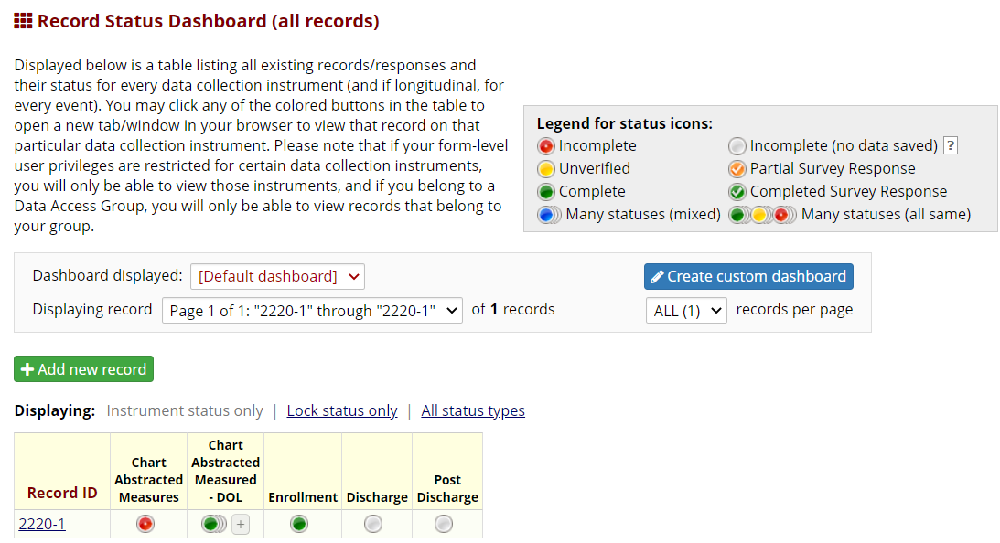 Record Status Dashboard (all records)
Displayed below is a table listing all existing records/responses and
their status for every data collection instrument (and if longitudinal, for
every event). You may click any of the colored buttons in the table to
open a new tab/window in your browser to view that record on that
particular data collection instrument. Please note that if your form-level
user privileges are restricted for certain data collection instruments,
you will only be able to view those instruments, and if you belong to a
Data Access Group, you will only be able to view records that belong to
your group.
Legend for status icons:
Incomplete
Incomplete (no data saved) ?
Unverified
Partial Survey Response
Complete
Completed Survey Response
Many statuses (mixed)
Many statuses (all same)
Dashboard displayed: [Default dashboard]
Create custom dashboard
Displaying record Page 1 of 1: "2220-1" through "2220-1" of 1 records
ALL (1) records per page
+ Add new record
Displaying: Instrument status only | Lock status only | All status types
Record ID
Chart
Abstracted
Measures
Chart
Abstracted
Measured
- DOL
Enrollment
Discharge
Post
Discharge
2220-1
+